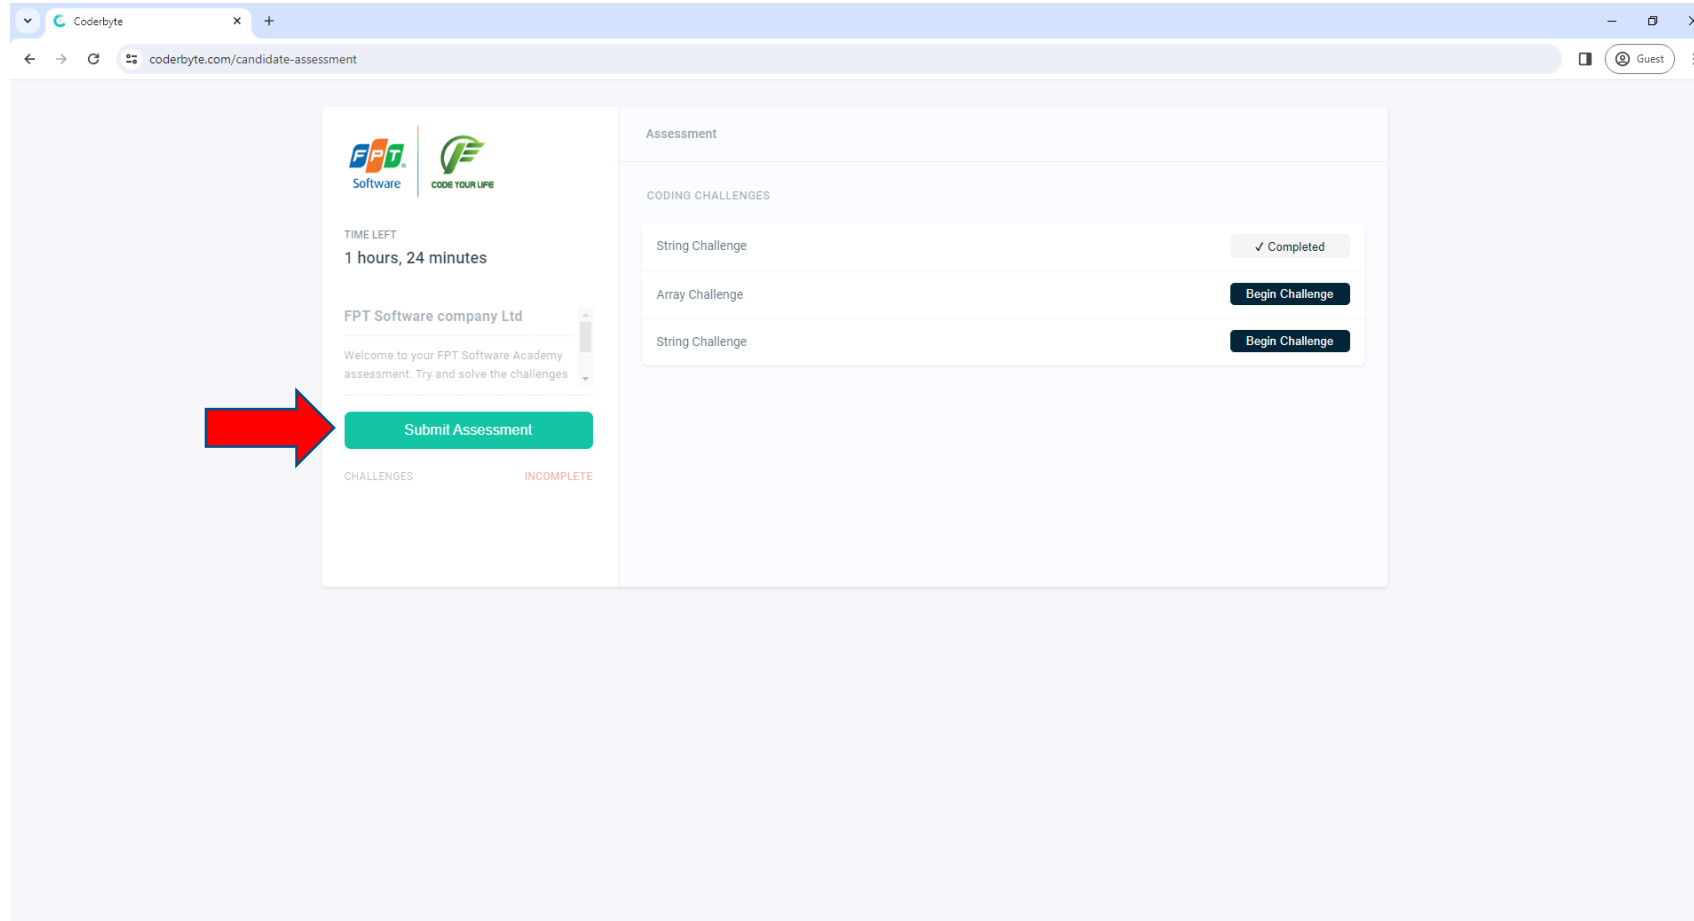 Coderbyte
coderbyte.com/candidate-assessment
Guest
FPT
Software
CODE YOUR LIFE
TIME LEFT
1 hours, 24 minutes
FPT Software company Ltd
Welcome to your FPT Software Academy
assessment. Try and solve the challenges
Submit Assessment
CHALLENGES INCOMPLETE
Assessment
CODING CHALLENGES
String Challenge ✓ Completed
Array Challenge Begin Challenge
String Challenge Begin Challenge